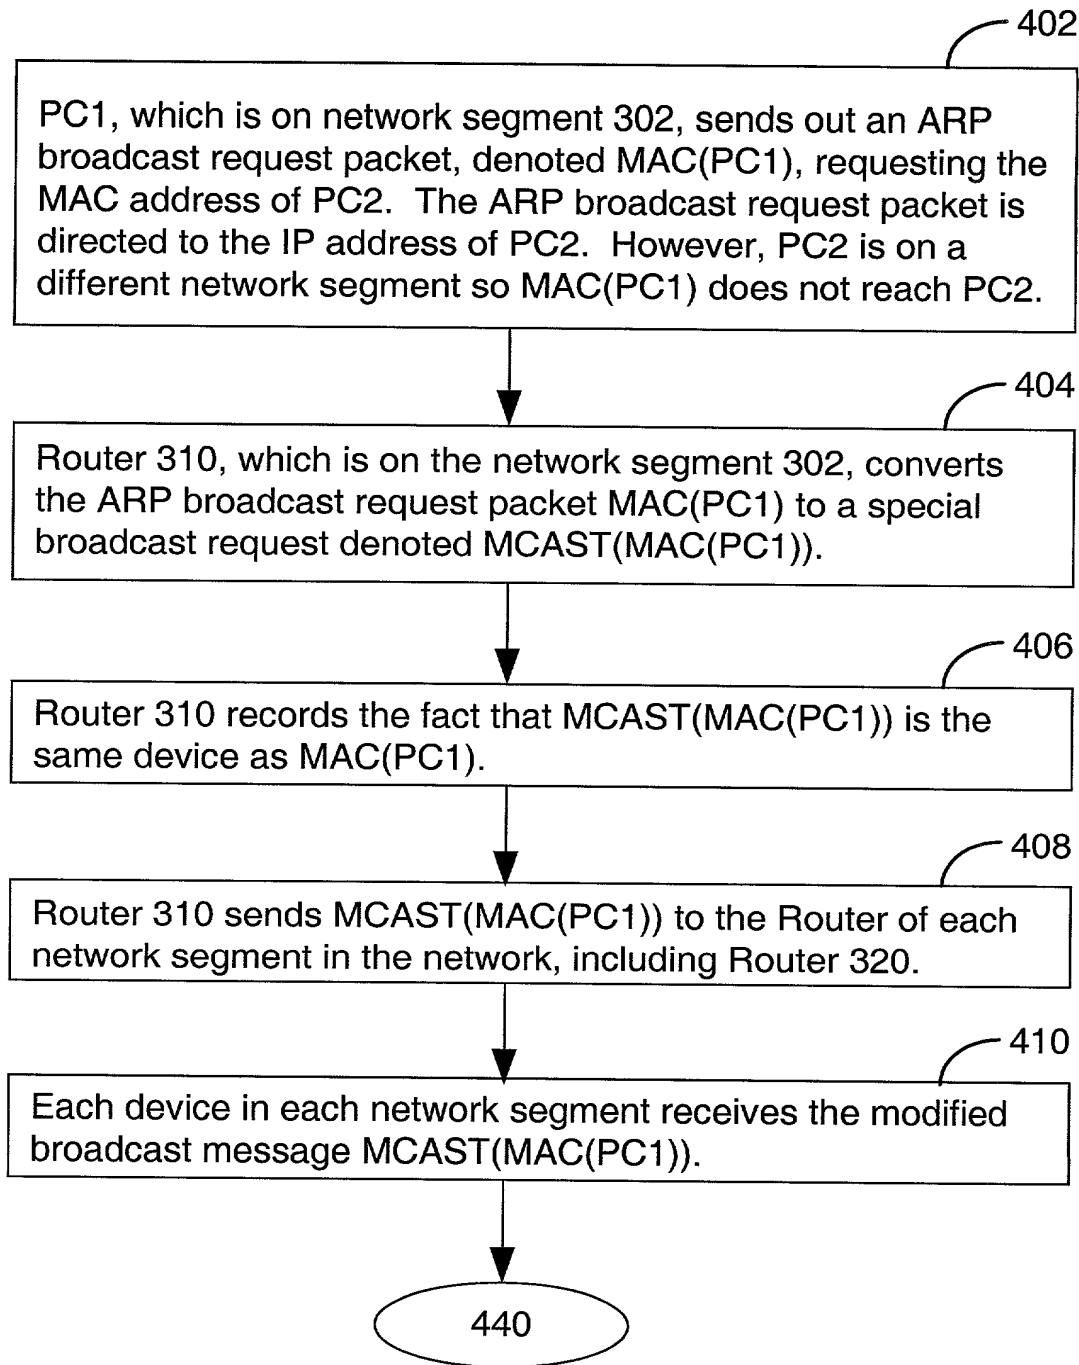 402
PC1, which is on network segment 302, sends out an ARP
broadcast request packet, denoted MAC(PC1), requesting the
MAC address of PC2.  The ARP broadcast request packet is
directed to the IP address of PC2.  However, PC2 is on a
different network segment so MAC(PC1) does not reach PC2.
404
Router 310, which is on the network segment 302, converts
the ARP broadcast request packet MAC(PC1) to a special
broadcast request denoted MCAST(MAC(PC1)).
406
Router 310 records the fact that MCAST(MAC(PC1)) is the
same device as MAC(PC1).
408
Router 310 sends MCAST(MAC(PC1)) to the Router of each
network segment in the network, including Router 320.
410
Each device in each network segment receives the modified
broadcast message MCAST(MAC(PC1)).
440